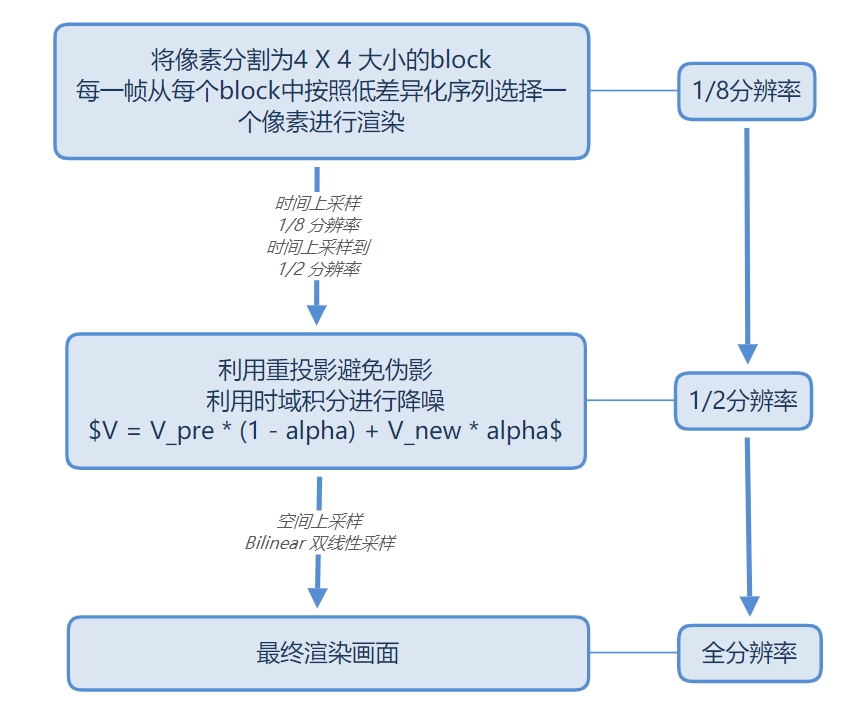 将像素分割为4 X 4 大小的block
每一帧从每个block中按照低差异化序列选择一
个像素进行渲染
1/8分辨率
时间上采样
1/8 分辨率
时间上采样到
1/2 分辨率
利用重投影避免伪影
利用时域积分进行降噪
$V = V_pre * (1 - alpha) + V_new * alpha$
1/2分辨率
空间上采样
Bilinear 双线性采样
最终渲染画面
全分辨率